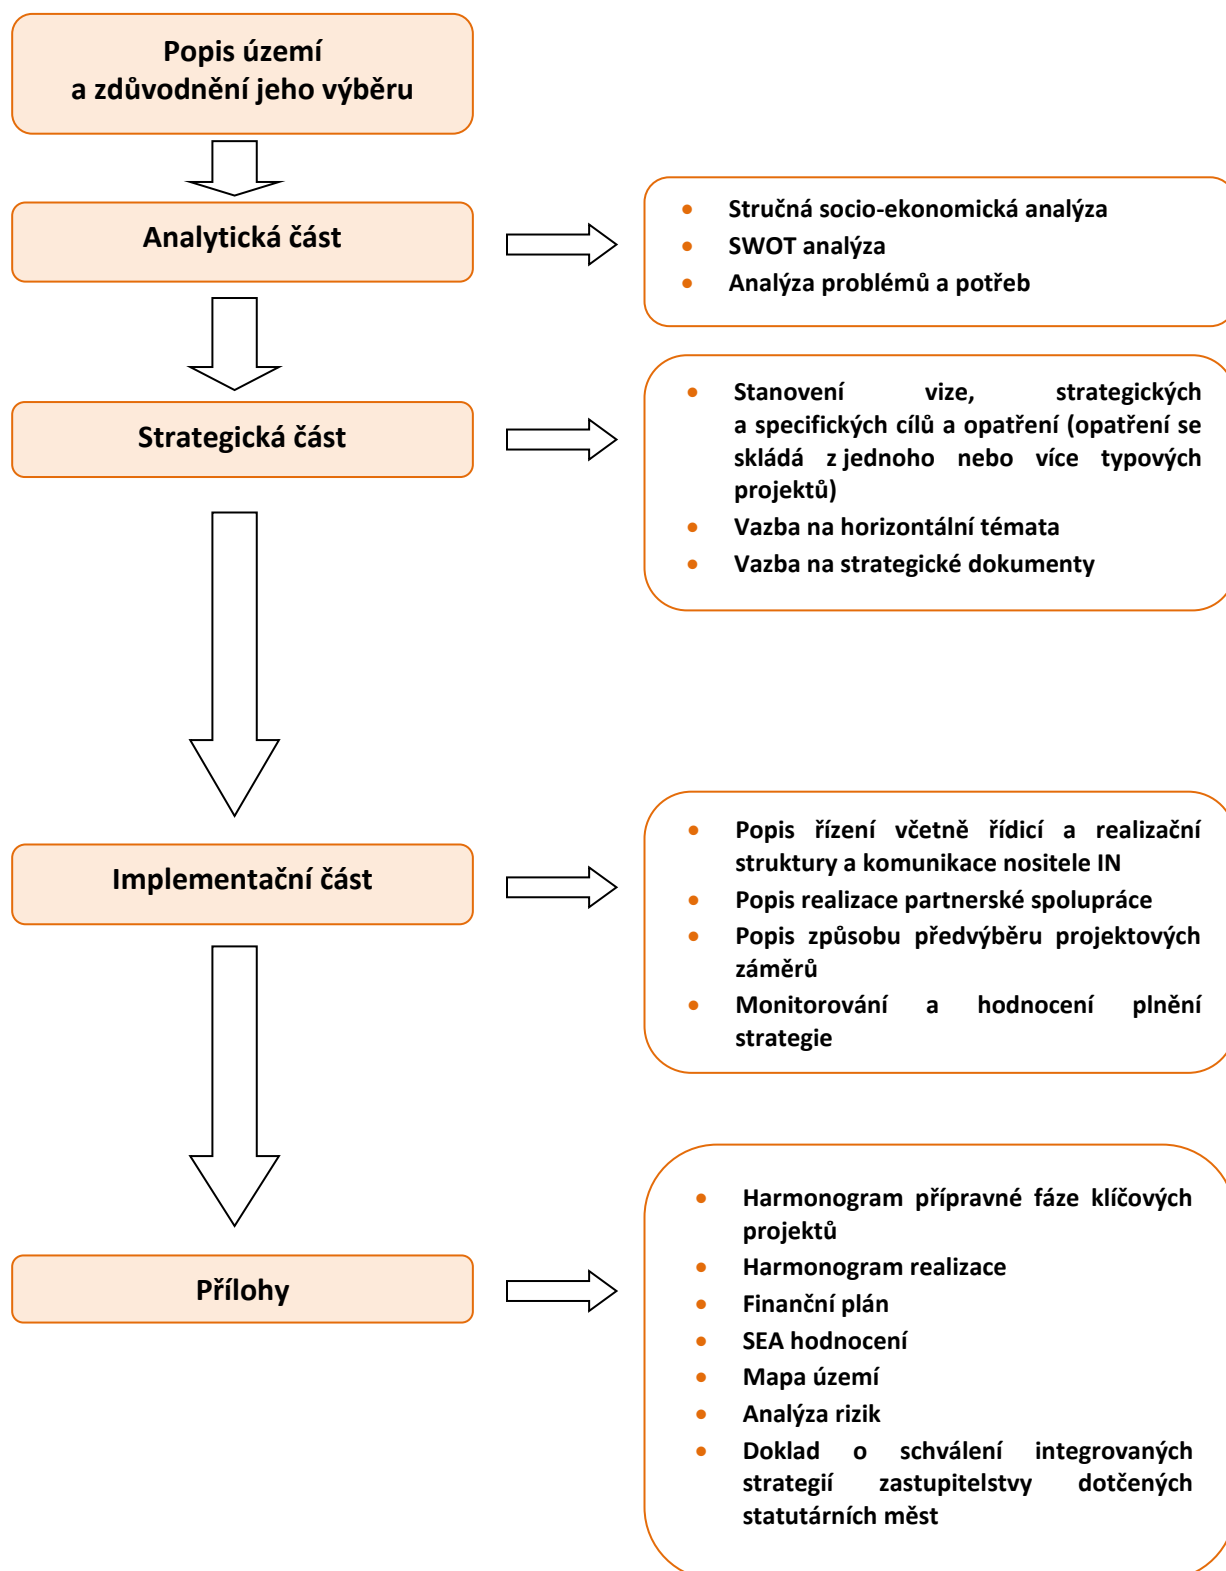 Popis území
a zdůvodnění jeho výběru
Analytická část
• Stručná socio-ekonomická analýza
• SWOT analýza
• Analýza problémů a potřeb
Strategická část
• Stanovení vize, strategických
a specifických cílů a opatření (opatření se
skládá z jednoho nebo více typových
projektů)
• Vazba na horizontální témata
• Vazba na strategické dokumenty
Implementační část
• Popis řízení včetně řídicí a realizační
struktury a komunikace nositele IN
• Popis realizace partnerské spolupráce
• Popis způsobu předvýběru projektových
záměrů
• Monitorování a hodnocení plnění
strategie
Přílohy
• Harmonogram přípravné fáze klíčových
projektů
• Harmonogram realizace
• Finanční plán
• SEA hodnocení
• Mapa území
• Analýza rizik
• Doklad o schválení integrovaných
strategií zastupitelstvy dotčených
statutárních měst